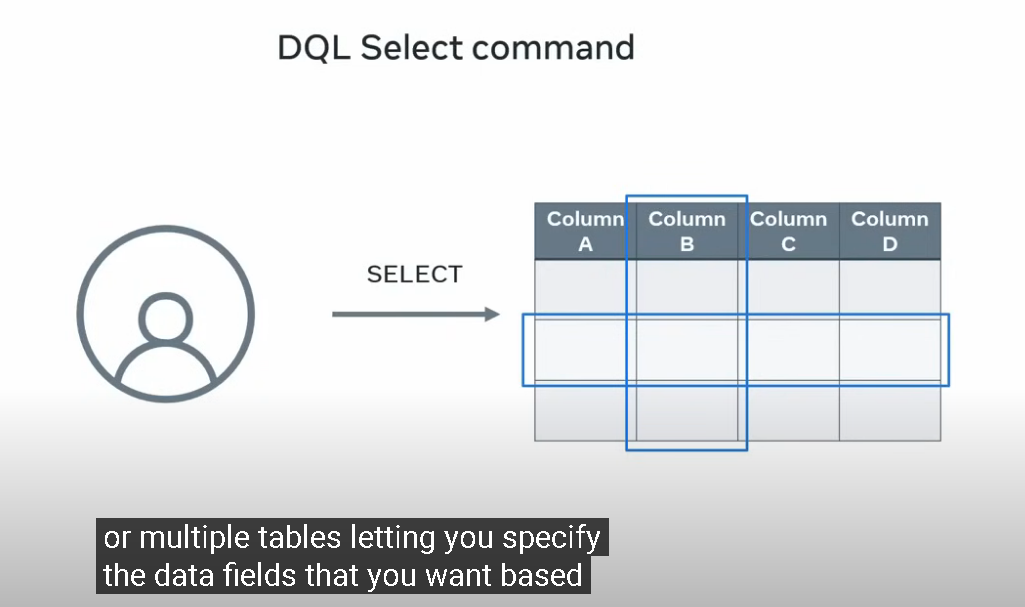 DQL Select command
SELECT
Column Column Column Column
A B C D
or multiple tables letting you specify
the data fields that you want based